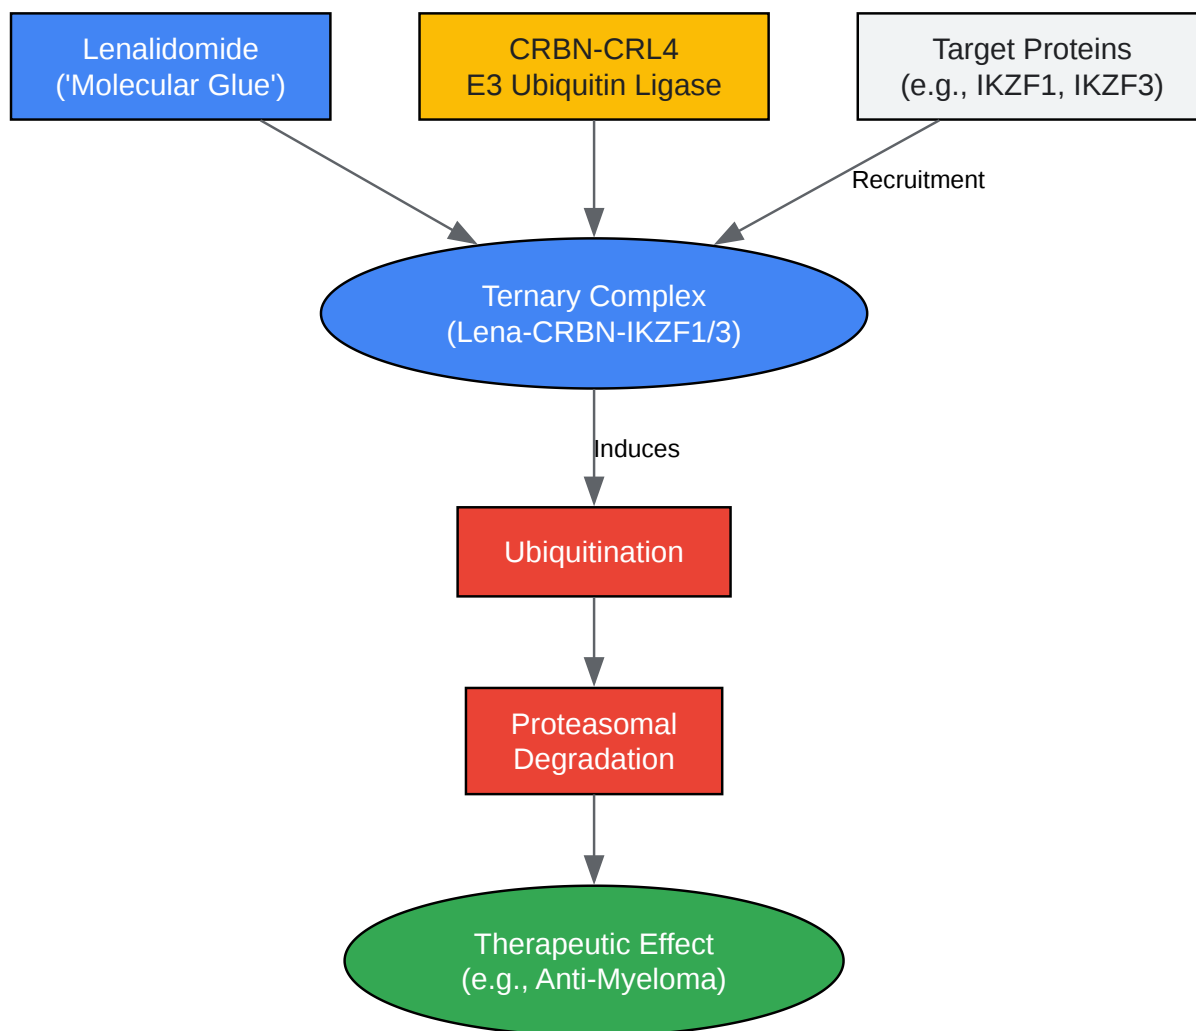 Lenalidomide
('Molecular Glue')
CRBN-CRL4
E3 Ubiquitin Ligase
Target Proteins
(e.g., IKZF1, IKZF3)
Recruitment
Ternary Complex
(Lena-CRBN-IKZF1/3)
Induces
Ubiquitination
Proteasomal
Degradation
Therapeutic Effect
(e.g., Anti-Myeloma)